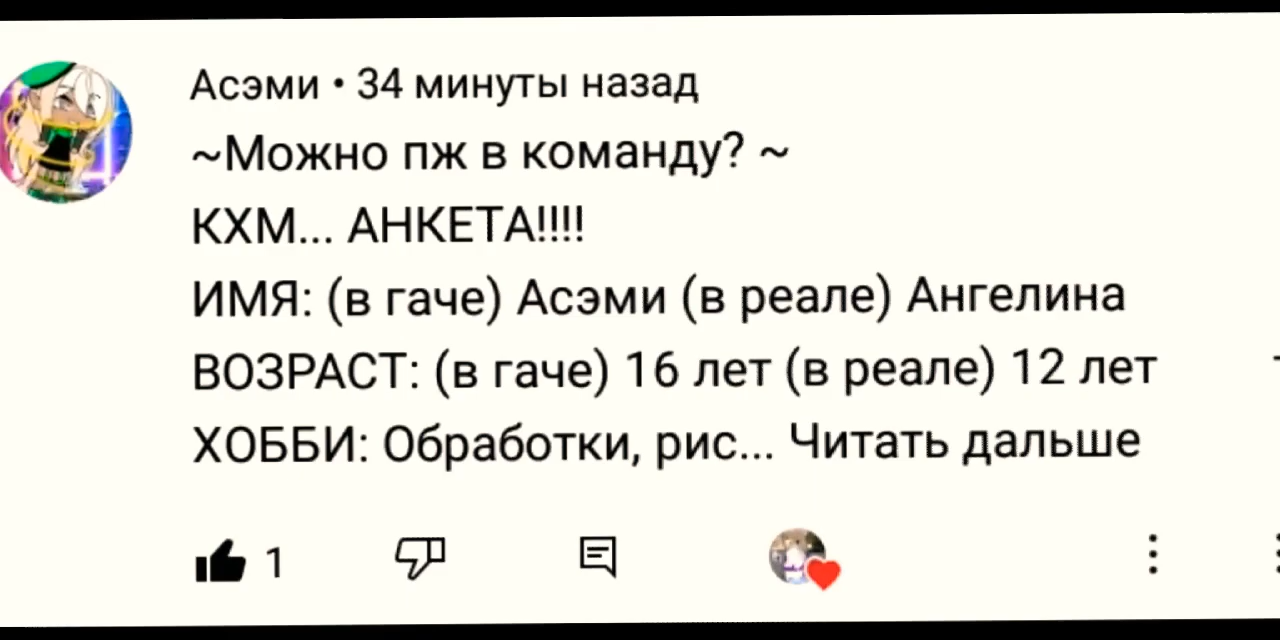 Асэми • 34 минуты назад
~Можно пж в команду? ~
КХМ... АНКЕТА!!!!
ИМЯ: (в гаче) Асэми (в реале) Ангелина
ВОЗРАСТ: (в гаче) 16 лет (в реале) 12 лет
ХОББИ: Обработки, рис... Читать дальше
1